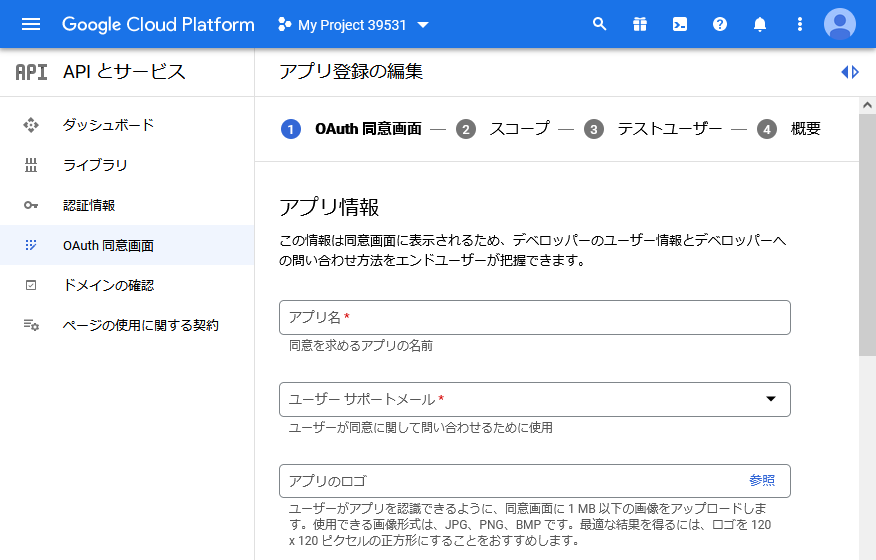 Google Cloud Platform
My Project 39531
API
API とサービス
アプリ登録の編集
ダッシュボード
ライブラリ
認証情報
OAuth 同意画面
ドメインの確認
ページの使用に関する契約
1 OAuth 同意画面 — 2 スコープ — 3 テストユーザー — 4 概要
アプリ情報
この情報は同意画面に表示されるため、デベロッパーのユーザー情報とデベロッパーへ
の問い合わせ方法をエンドユーザーが把握できます。
アプリ名 *
同意を求めるアプリの名前
ユーザー サポートメール *
ユーザーが同意に関して問い合わせるために使用
アプリのロゴ
参照
ユーザーがアプリを認識できるように、同意画面に 1 MB 以下の画像をアップロードしま
す。使用できる画像形式は、JPG、PNG、BMP です。最適な結果を得るには、ロゴを 120
x 120 ピクセルの正方形にすることをおすすめします。